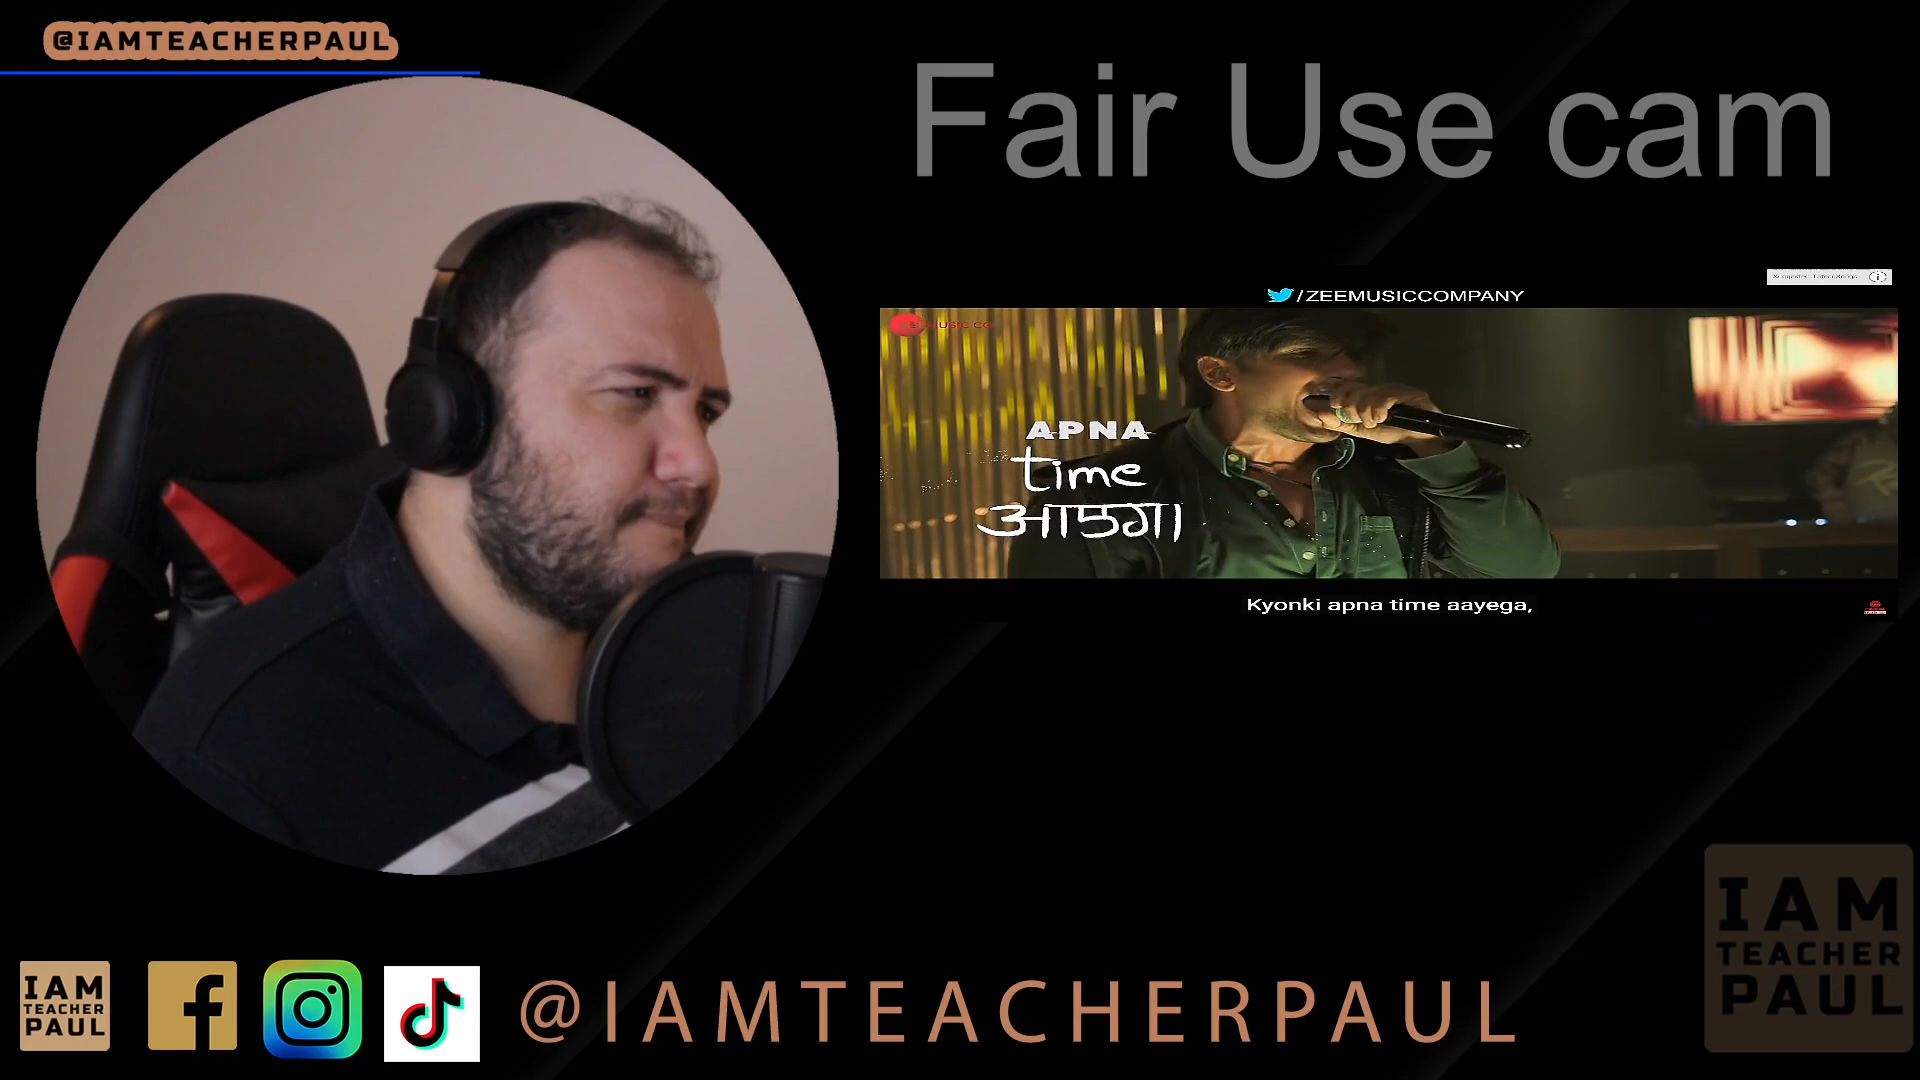 @IAMTEACHERPAUL
Fair Use cam
/ZEEMUSICCOMPANY
APNA
time
आएगा
Kyonki apna time aayega,
IAM
TEACHER
PAUL
IAM
TEACHER
PAUL
@IAMTEACHERPAUL